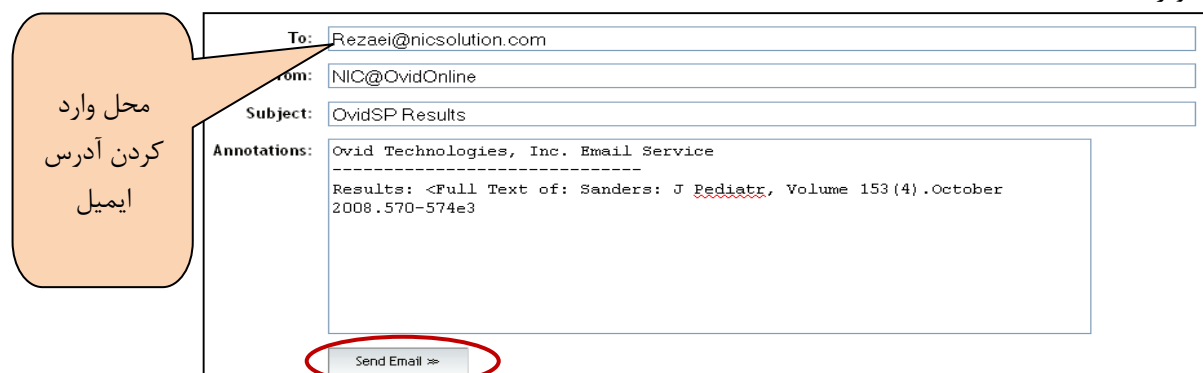 To: Rezaei@nicsolution.com
rom: NIC@OvidOnline
Subject: OvidSP Results
Annotations: Ovid Technologies, Inc. Email Service
------------------------------
Results: <Full Text of: Sanders: J Pediatr, Volume 153(4).October
2008.570-574e3
محل وارد
کردن آدرس
ایمیل
Send Email >>